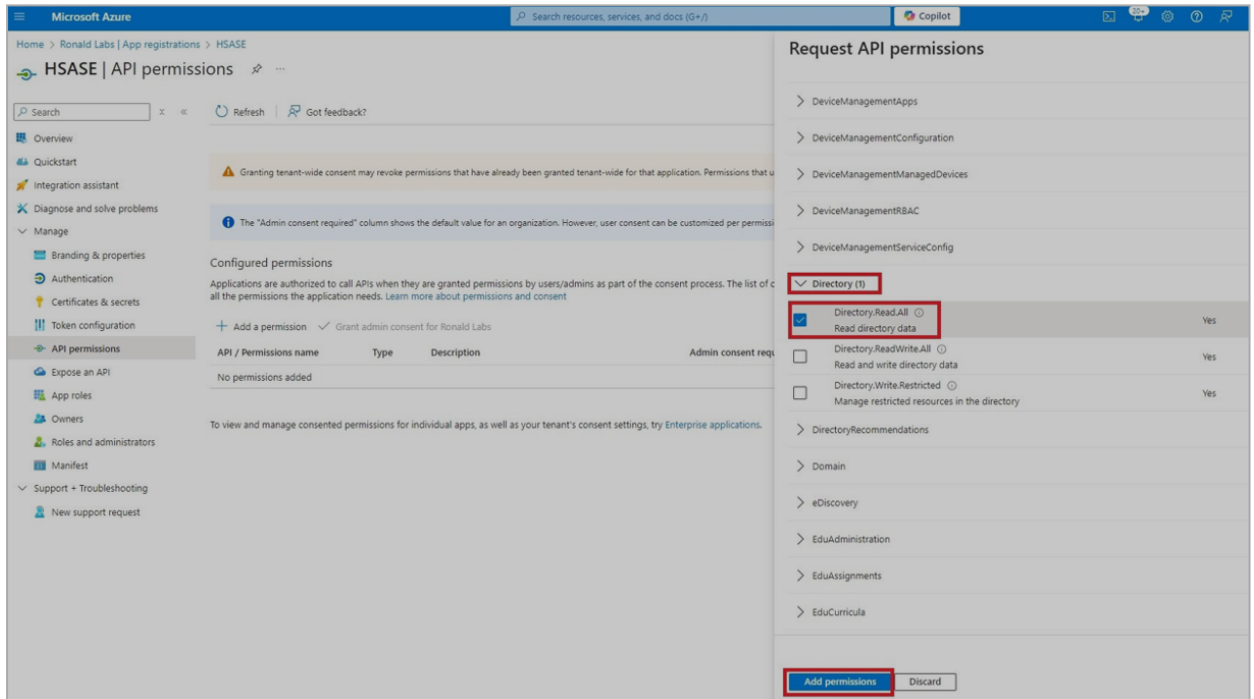 Microsoft Azure
Search resources, services, and docs (G+/)
Copilot
20+
Home > Ronald Labs | App registrations > HSASE
HSASE | API permissions
Search
Overview
Quickstart
Integration assistant
Diagnose and solve problems
Manage
Branding & properties
Authentication
Certificates & secrets
Token configuration
API permissions
Expose an API
App roles
Owners
Roles and administrators
Manifest
Support + Troubleshooting
New support request
Refresh
Got feedback?
Granting tenant-wide consent may revoke permissions that have already been granted tenant-wide for that application. Permissions that u
The "Admin consent required" column shows the default value for an organization. However, user consent can be customized per permissi
Configured permissions
Applications are authorized to call APIs when they are granted permissions by users/admins as part of the consent process. The list of c
all the permissions the application needs. Learn more about permissions and consent
Add a permission
Grant admin consent for Ronald Labs
API / Permissions name Type Description Admin consent requ
No permissions added
To view and manage consented permissions for individual apps, as well as your tenant's consent settings, try Enterprise applications.
Request API permissions
DeviceManagementApps
DeviceManagementConfiguration
DeviceManagementManagedDevices
DeviceManagementRBAC
DeviceManagementServiceConfig
Directory (1)
Directory.Read.All
Read directory data
Yes
Directory.ReadWrite.All
Read and write directory data
Yes
Directory.Write.Restricted
Manage restricted resources in the directory
Yes
DirectoryRecommendations
Domain
eDiscovery
EduAdministration
EduAssignments
EduCurricula
Add permissions
Discard